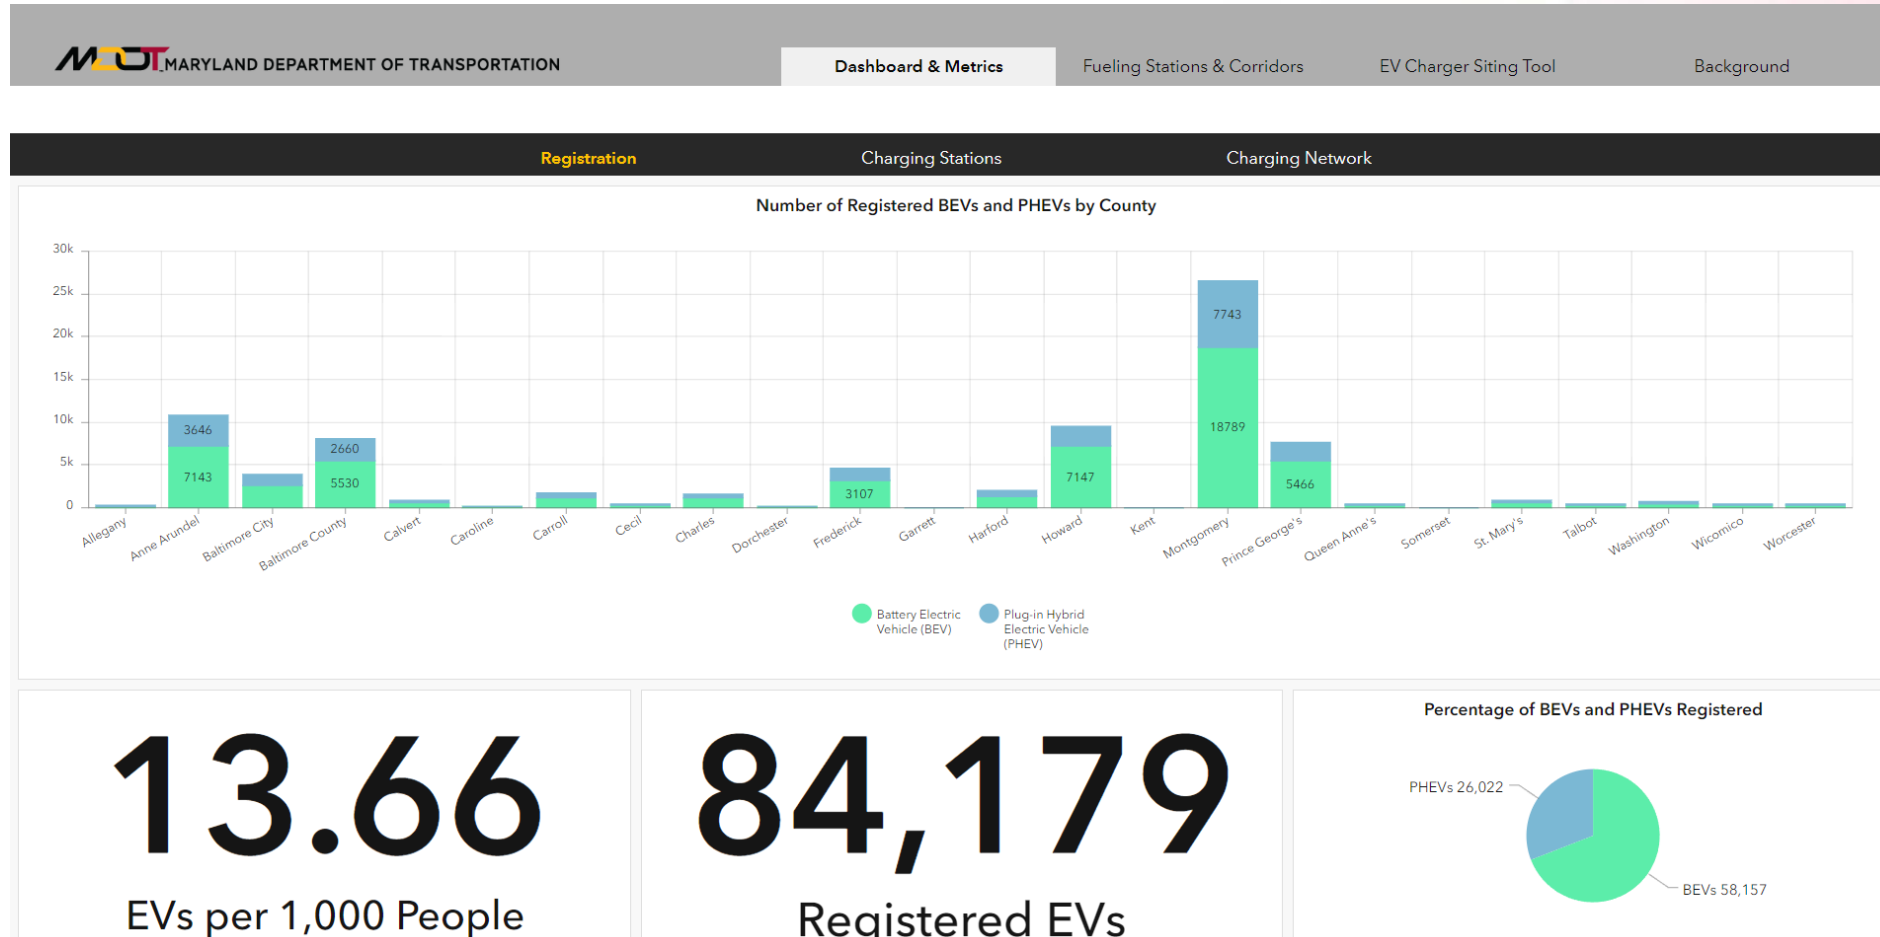 MDOT MARYLAND DEPARTMENT OF TRANSPORTATION
Dashboard & Metrics
Fueling Stations & Corridors
EV Charger Siting Tool
Background
Registration
Charging Stations
Charging Network
Number of Registered BEVs and PHEVs by County
30k
25k
20k
15k
10k
5k
0
3646
7143
2660
5530
3107
7147
7743
18789
5466
Allegany
Anne Arundel
Baltimore City
Baltimore County
Calvert
Caroline
Carroll
Cecil
Charles
Dorchester
Frederick
Garrett
Harford
Howard
Kent
Montgomery
Prince George's
Queen Anne's
Somerset
St. Mary's
Talbot
Washington
Wicomico
Worcester
Battery Electric
Vehicle (BEV)
Plug-in Hybrid
Electric Vehicle
(PHEV)
13.66
EVs per 1,000 People
84,179
Registered EVs
Percentage of BEVs and PHEVs Registered
PHEVs 26,022
BEVs 58,157